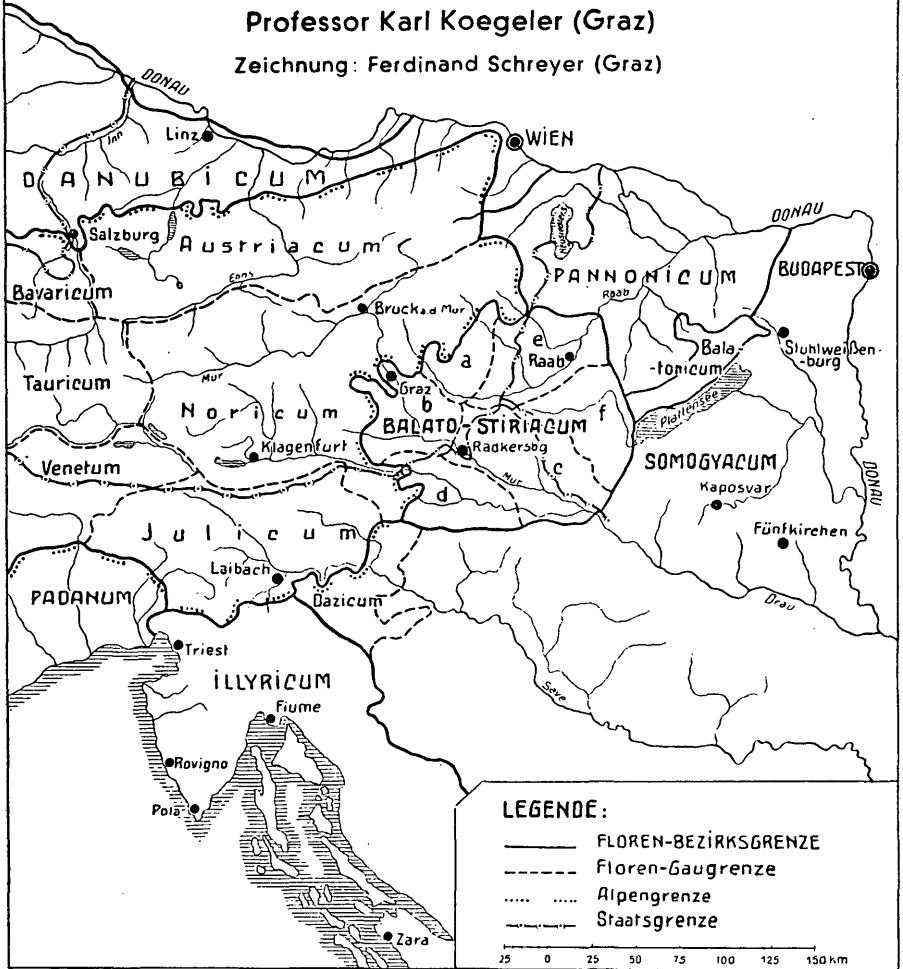 Professor Karl Koegeler (Graz)
Zeichnung: Ferdinand Schreyer (Graz)
DONAU
Linz
Inn
WIEN
DANUBICUM
DONAU
Salzburg
Austriacum
BUDAPEST
PANNONICUM
Enns
Raab
Bavaricum
Bruck a.d Mur
Stuhlweißen-
-burg
e
a
Raab
Bala
-tonicum
Tauricum
Mur
Graz
Plattensee
Noricum
b
f
BALATO-STIRIACUM
Klagenfurt
Radkersbg
SOMOGYACUM
Venetum
c
Mur
d
Kaposvar
DONAU
Julicum
Fünfkirchen
Laibach
PADANUM
Dazicum
Drau
Triest
ILLYRICUM
Save
Fiume
Rovigno
Pola
Zara
LEGENDE:
FLOREN-BEZIRKSGRENZE
Floren-Gaugrenze
Alpengrenze
Staatsgrenze
25 0 25 50 75 100 125 150 km